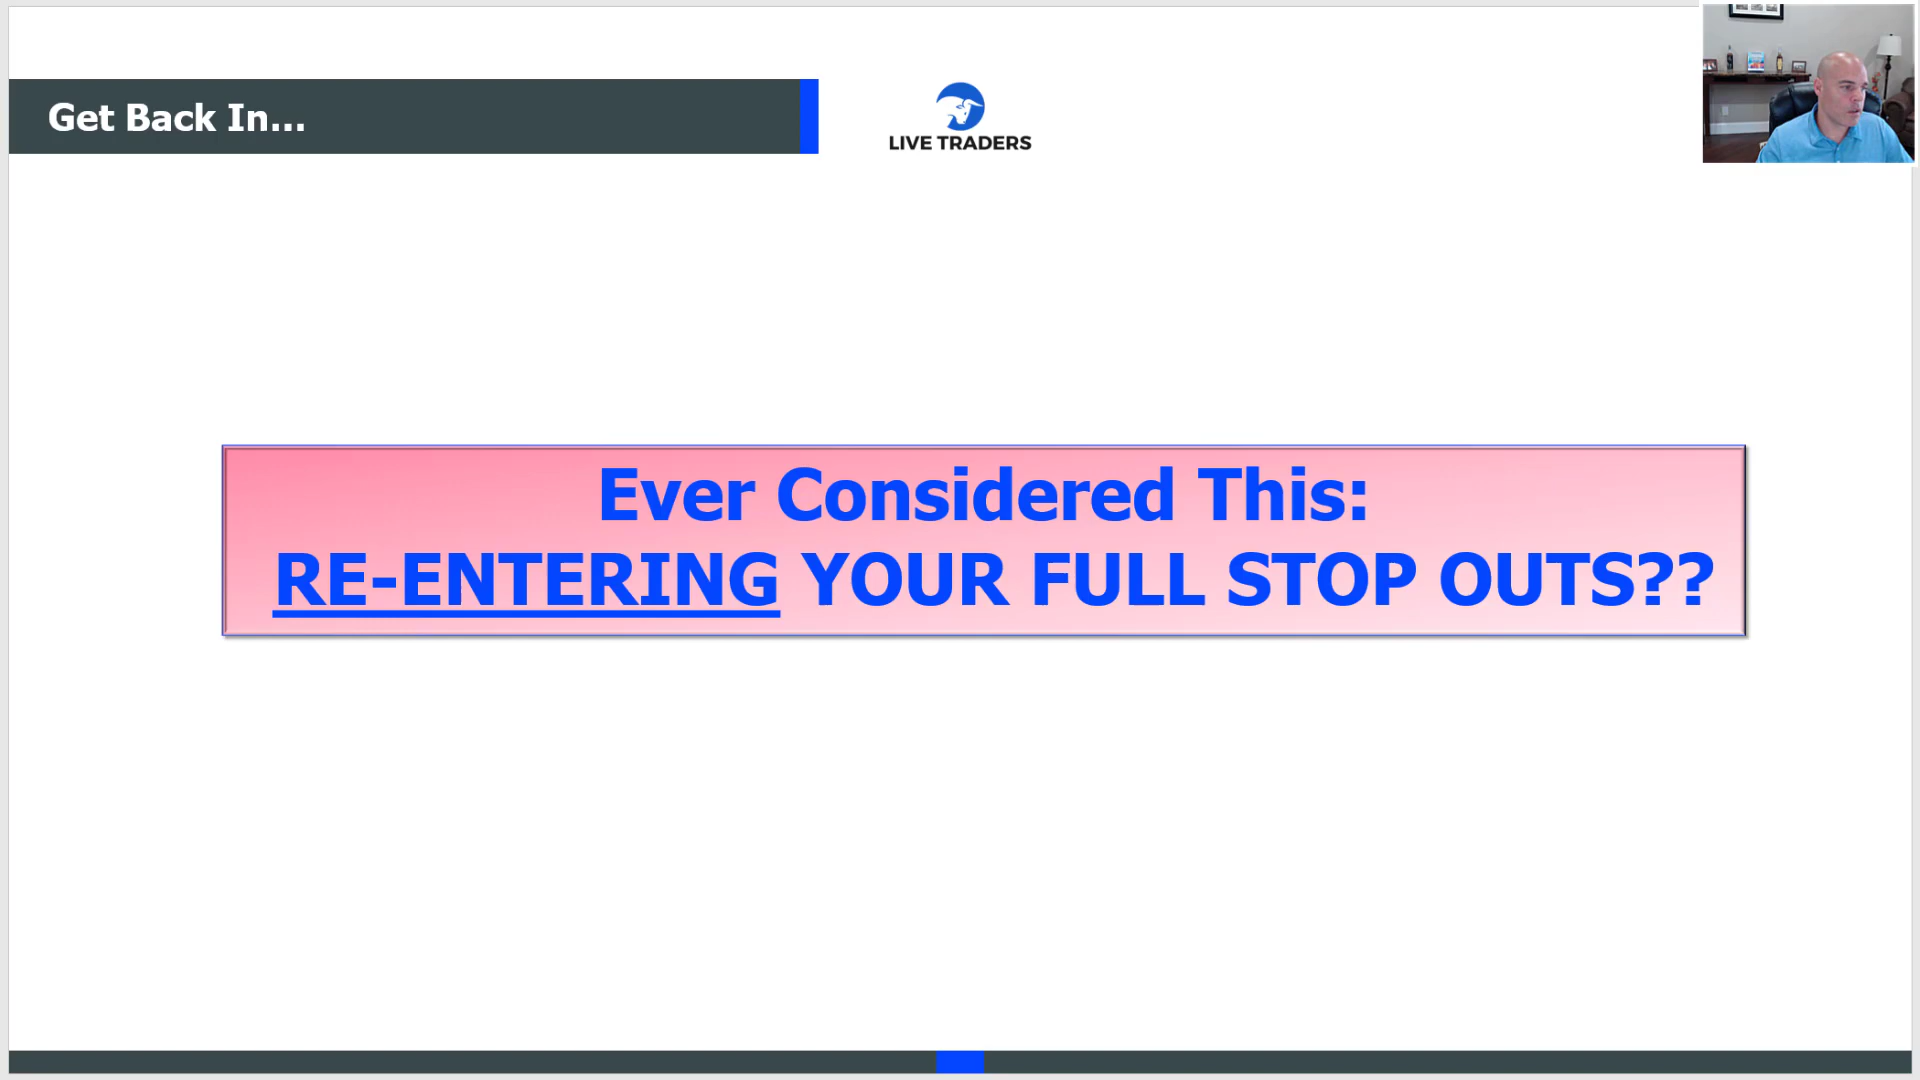 Get Back In...
LIVE TRADERS
Ever Considered This:
RE-ENTERING YOUR FULL STOP OUTS??